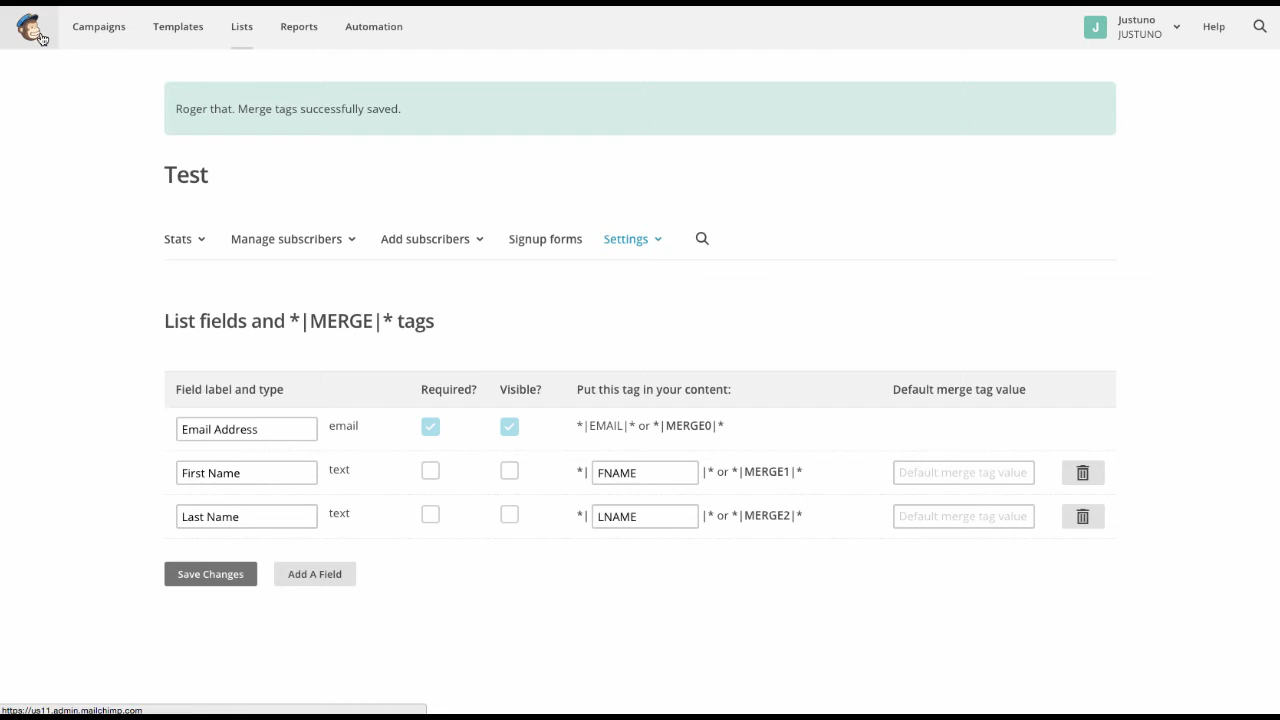 Campaigns Templates Lists Reports Automation J Justuno JUSTUNO Help
Roger that. Merge tags successfully saved.
Test
Stats Manage subscribers Add subscribers Signup forms Settings
List fields and *|MERGE|* tags
Field label and type Required? Visible? Put this tag in your content: Default merge tag value
Email Address email *|EMAIL|* or *|MERGE0|*
First Name text *| FNAME |* or *|MERGE1|* Default merge tag value
Last Name text *| LNAME |* or *|MERGE2|* Default merge tag value
Save Changes Add A Field
https://us11.admin.mailchimp.com